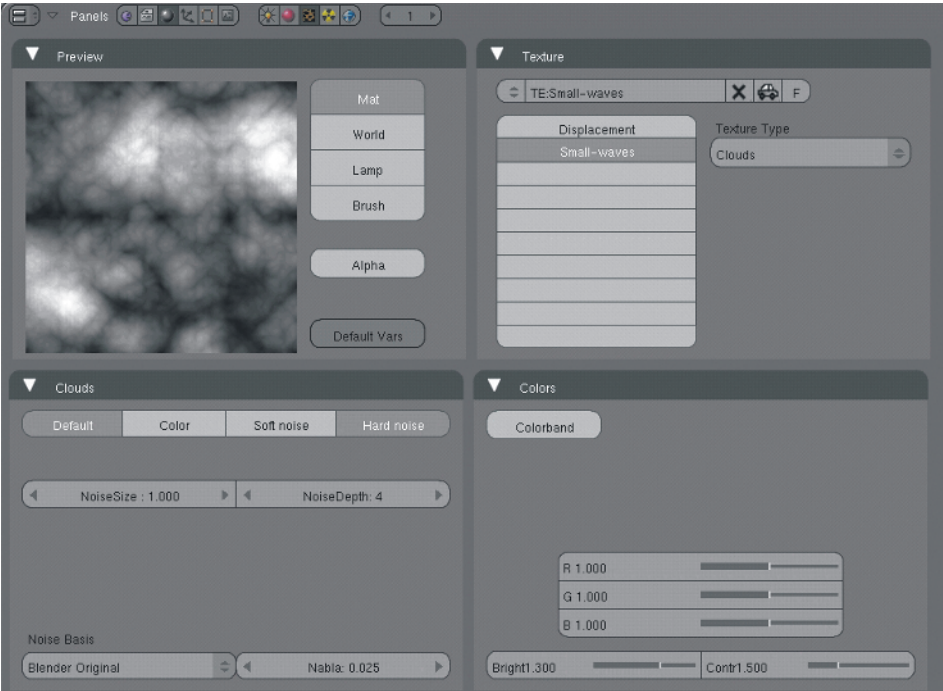 Panels
1
Preview
Mat
World
Lamp
Brush
Alpha
Default Vars
Texture
TE:Small-waves
F
Displacement
Small-waves
Texture Type
Clouds
Clouds
Default Color Soft noise Hard noise
NoiseSize : 1.000 NoiseDepth: 4
Noise Basis
Blender Original Nabla: 0.025
Colors
Colorband
R 1.000
G 1.000
B 1.000
Bright1.300 Contr1.500